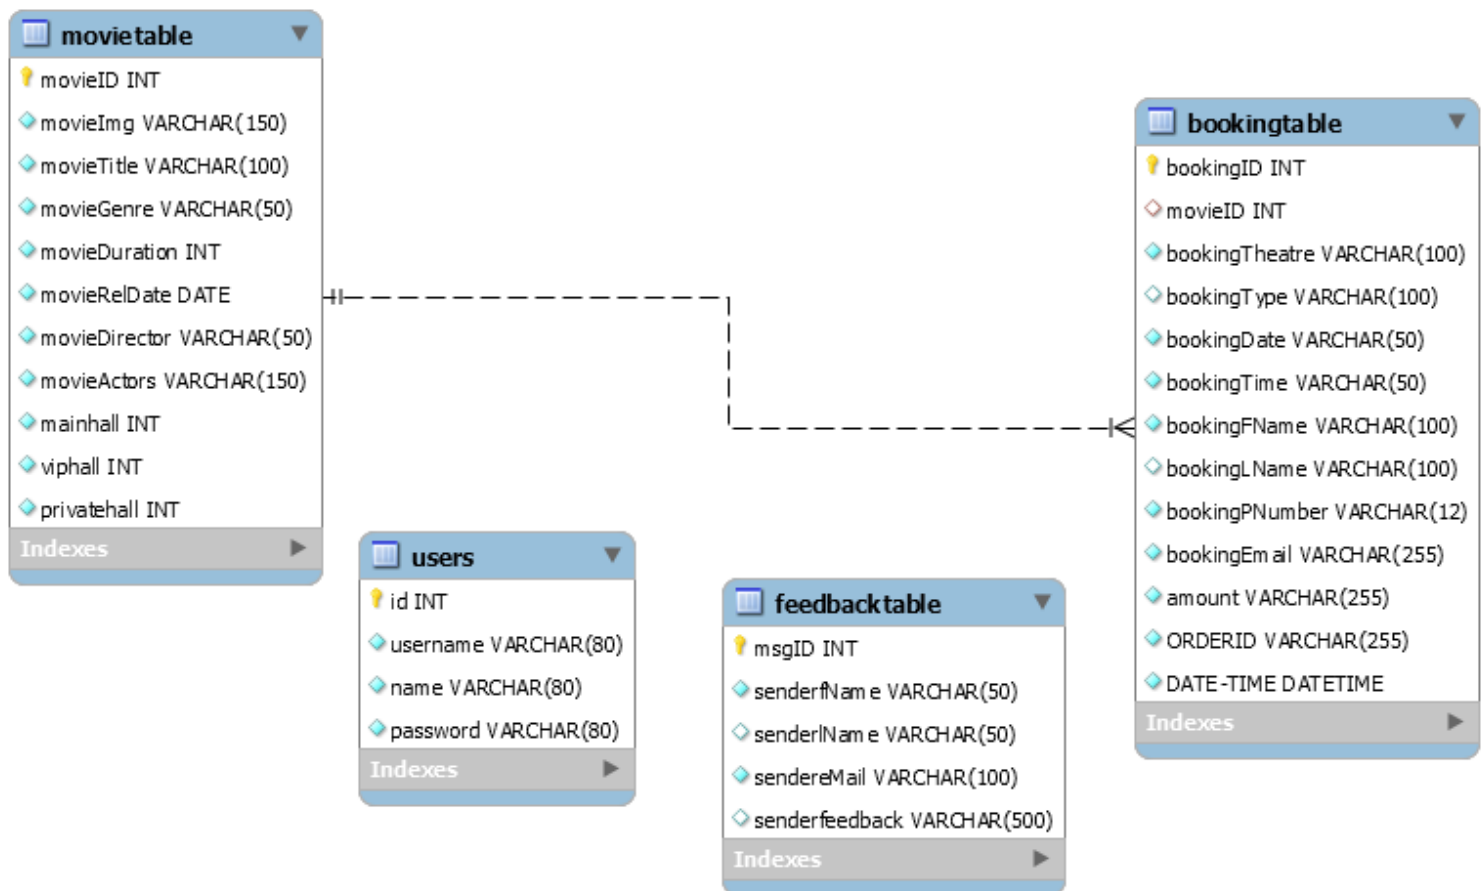 movietable
movieID INT
movieImg VARCHAR(150)
movieTitle VARCHAR(100)
movieGenre VARCHAR(50)
movieDuration INT
movieRelDate DATE
movieDirector VARCHAR(50)
movieActors VARCHAR(150)
mainhall INT
viphall INT
privatehall INT
Indexes
users
id INT
username VARCHAR(80)
name VARCHAR(80)
password VARCHAR(80)
Indexes
feedbacktable
msgID INT
senderfName VARCHAR(50)
senderlName VARCHAR(50)
sendereMail VARCHAR(100)
senderfeedback VARCHAR(500)
Indexes
bookingtable
bookingID INT
movieID INT
bookingTheatre VARCHAR(100)
bookingType VARCHAR(100)
bookingDate VARCHAR(50)
bookingTime VARCHAR(50)
bookingFName VARCHAR(100)
bookingLName VARCHAR(100)
bookingPNumber VARCHAR(12)
bookingEmail VARCHAR(255)
amount VARCHAR(255)
ORDERID VARCHAR(255)
DATE-TIME DATETIME
Indexes